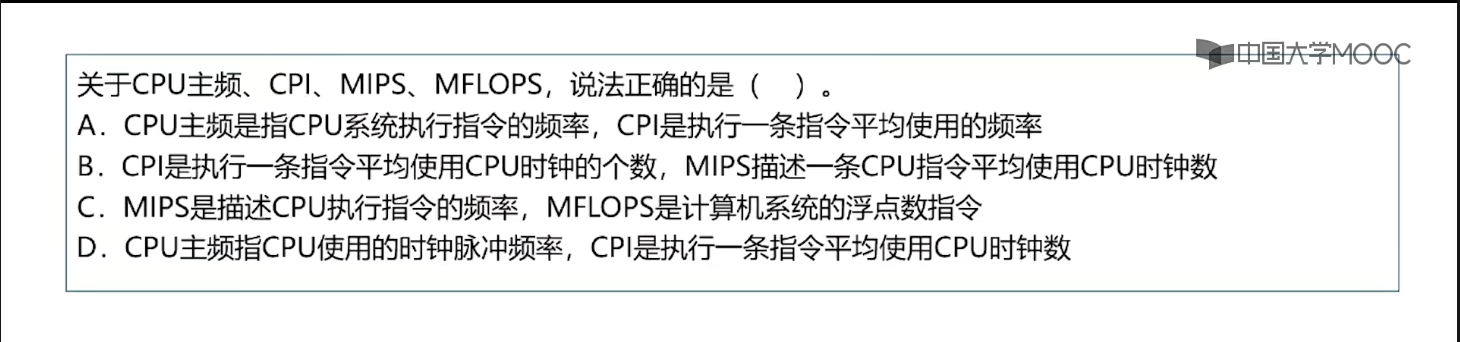 中国大学MOOC
关于CPU主频、CPI、MIPS、MFLOPS，说法正确的是（ ）。
A．CPU主频是指CPU系统执行指令的频率，CPI是执行一条指令平均使用的频率
B．CPI是执行一条指令平均使用CPU时钟的个数，MIPS描述一条CPU指令平均使用CPU时钟数
C．MIPS是描述CPU执行指令的频率，MFLOPS是计算机系统的浮点数指令
D．CPU主频指CPU使用的时钟脉冲频率，CPI是执行一条指令平均使用CPU时钟数